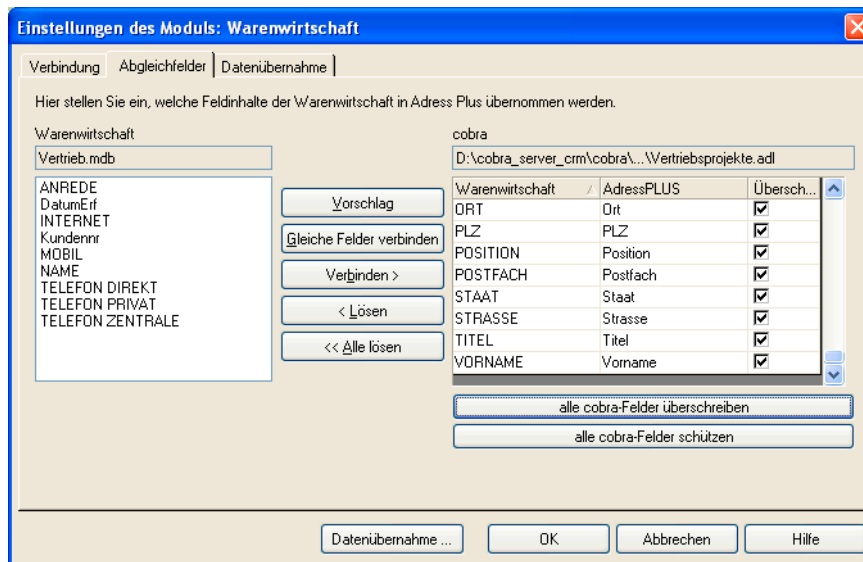 Einstellungen des Moduls: Warenwirtschaft
Verbindung Abgleichfelder Datenübernahme
Hier stellen Sie ein, welche Feldinhalte der Warenwirtschaft in Adress Plus übernommen werden.
Warenwirtschaft
Vertrieb.mdb
ANREDE
DatumErf
INTERNET
Kundennr
MOBIL
NAME
TELEFON DIREKT
TELEFON PRIVAT
TELEFON ZENTRALE
Vorschlag
Gleiche Felder verbinden
Verbinden >
< Lösen
<< Alle lösen
cobra
D:\cobra_server_crm\cobra\...\Vertriebsprojekte.adl
Warenwirtschaft AdressPLUS Übersch...
ORT Ort
PLZ PLZ
POSITION Position
POSTFACH Postfach
STAAT Staat
STRASSE Strasse
TITEL Titel
VORNAME Vorname
alle cobra-Felder überschreiben
alle cobra-Felder schützen
Datenübernahme ... OK Abbrechen Hilfe